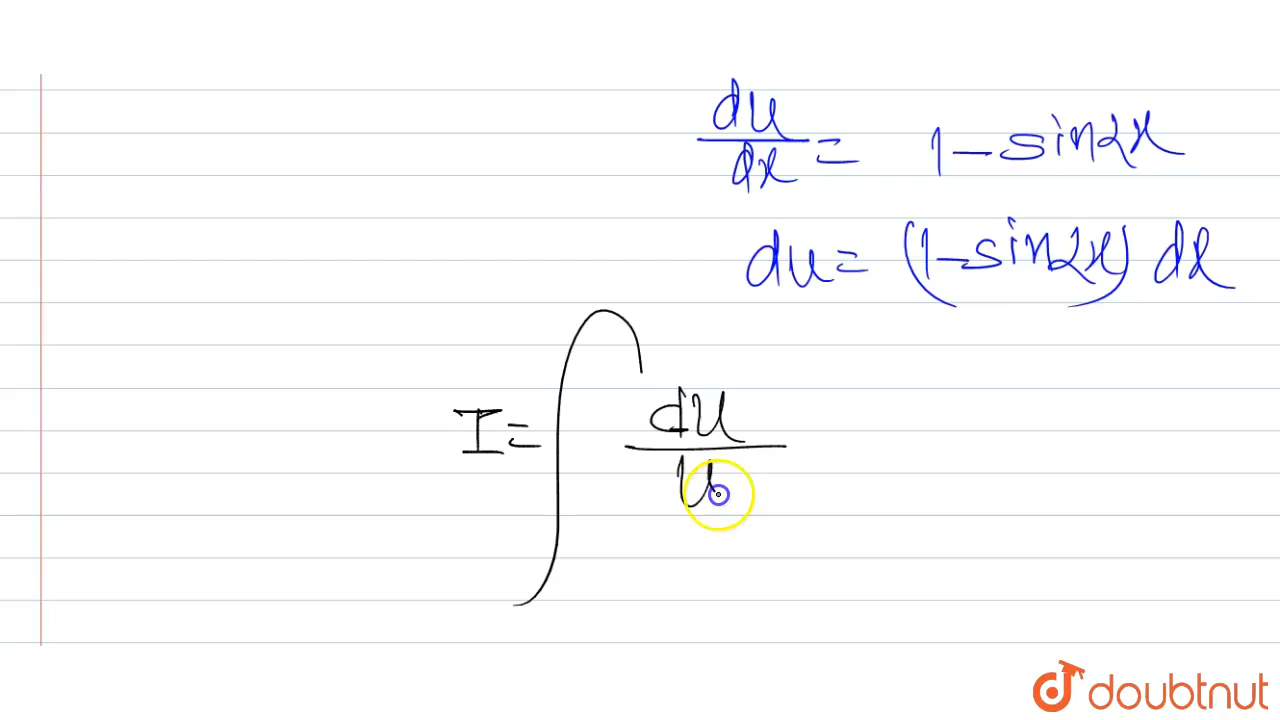 du/dx = 1 - sin2x
du = (1 - sin2x) dx
I = ∫ du/u
doubtnut